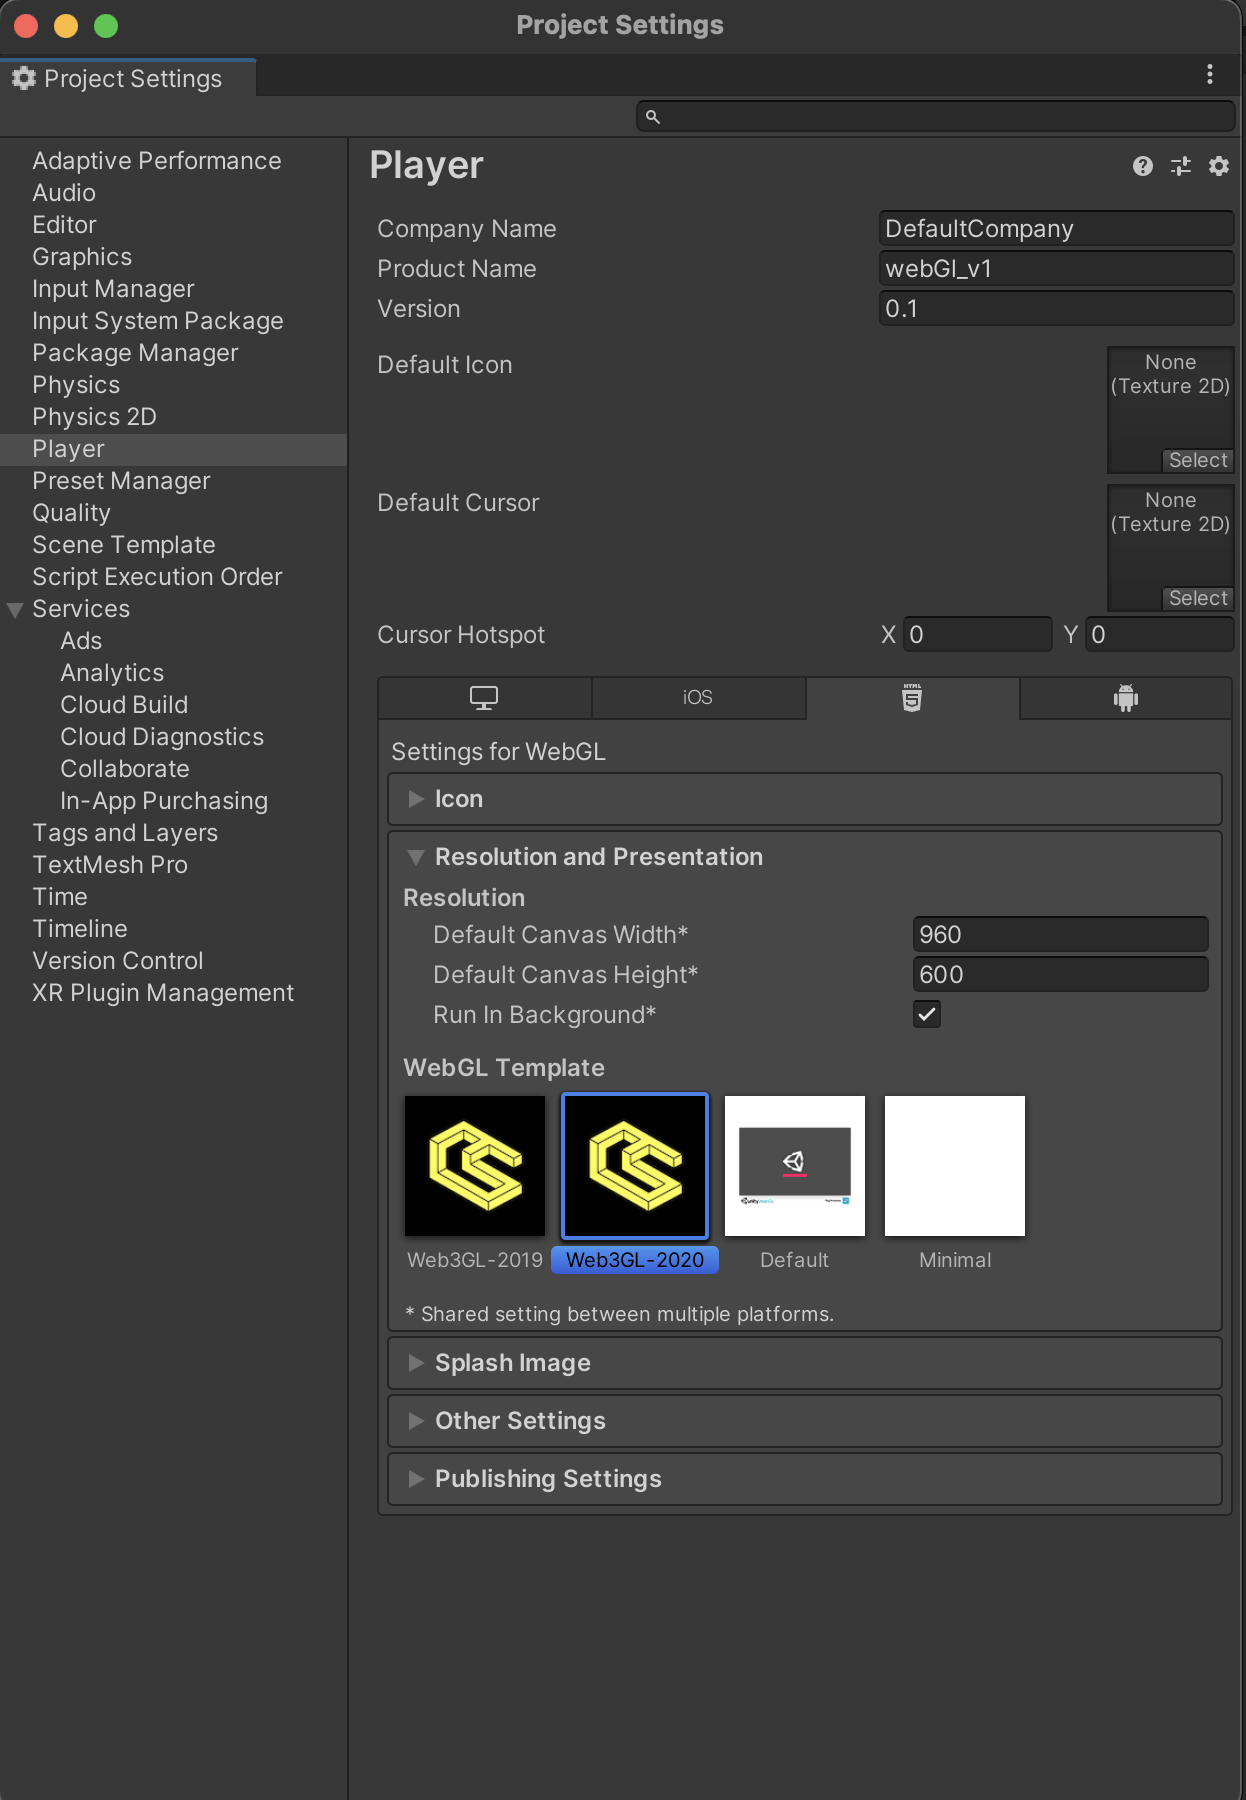 Project Settings
Project Settings
Adaptive Performance
Audio
Editor
Graphics
Input Manager
Input System Package
Package Manager
Physics
Physics 2D
Player
Preset Manager
Quality
Scene Template
Script Execution Order
Services
Ads
Analytics
Cloud Build
Cloud Diagnostics
Collaborate
In-App Purchasing
Tags and Layers
TextMesh Pro
Time
Timeline
Version Control
XR Plugin Management
Player
Company Name DefaultCompany
Product Name webGl_v1
Version 0.1
Default Icon
None
(Texture 2D)
Select
Default Cursor
None
(Texture 2D)
Select
Cursor Hotspot X 0 Y 0
iOS
HTML
5
Settings for WebGL
Icon
Resolution and Presentation
Resolution
Default Canvas Width* 960
Default Canvas Height* 600
Run In Background*
WebGL Template
Web3GL-2019 Web3GL-2020 Default Minimal
* Shared setting between multiple platforms.
Splash Image
Other Settings
Publishing Settings